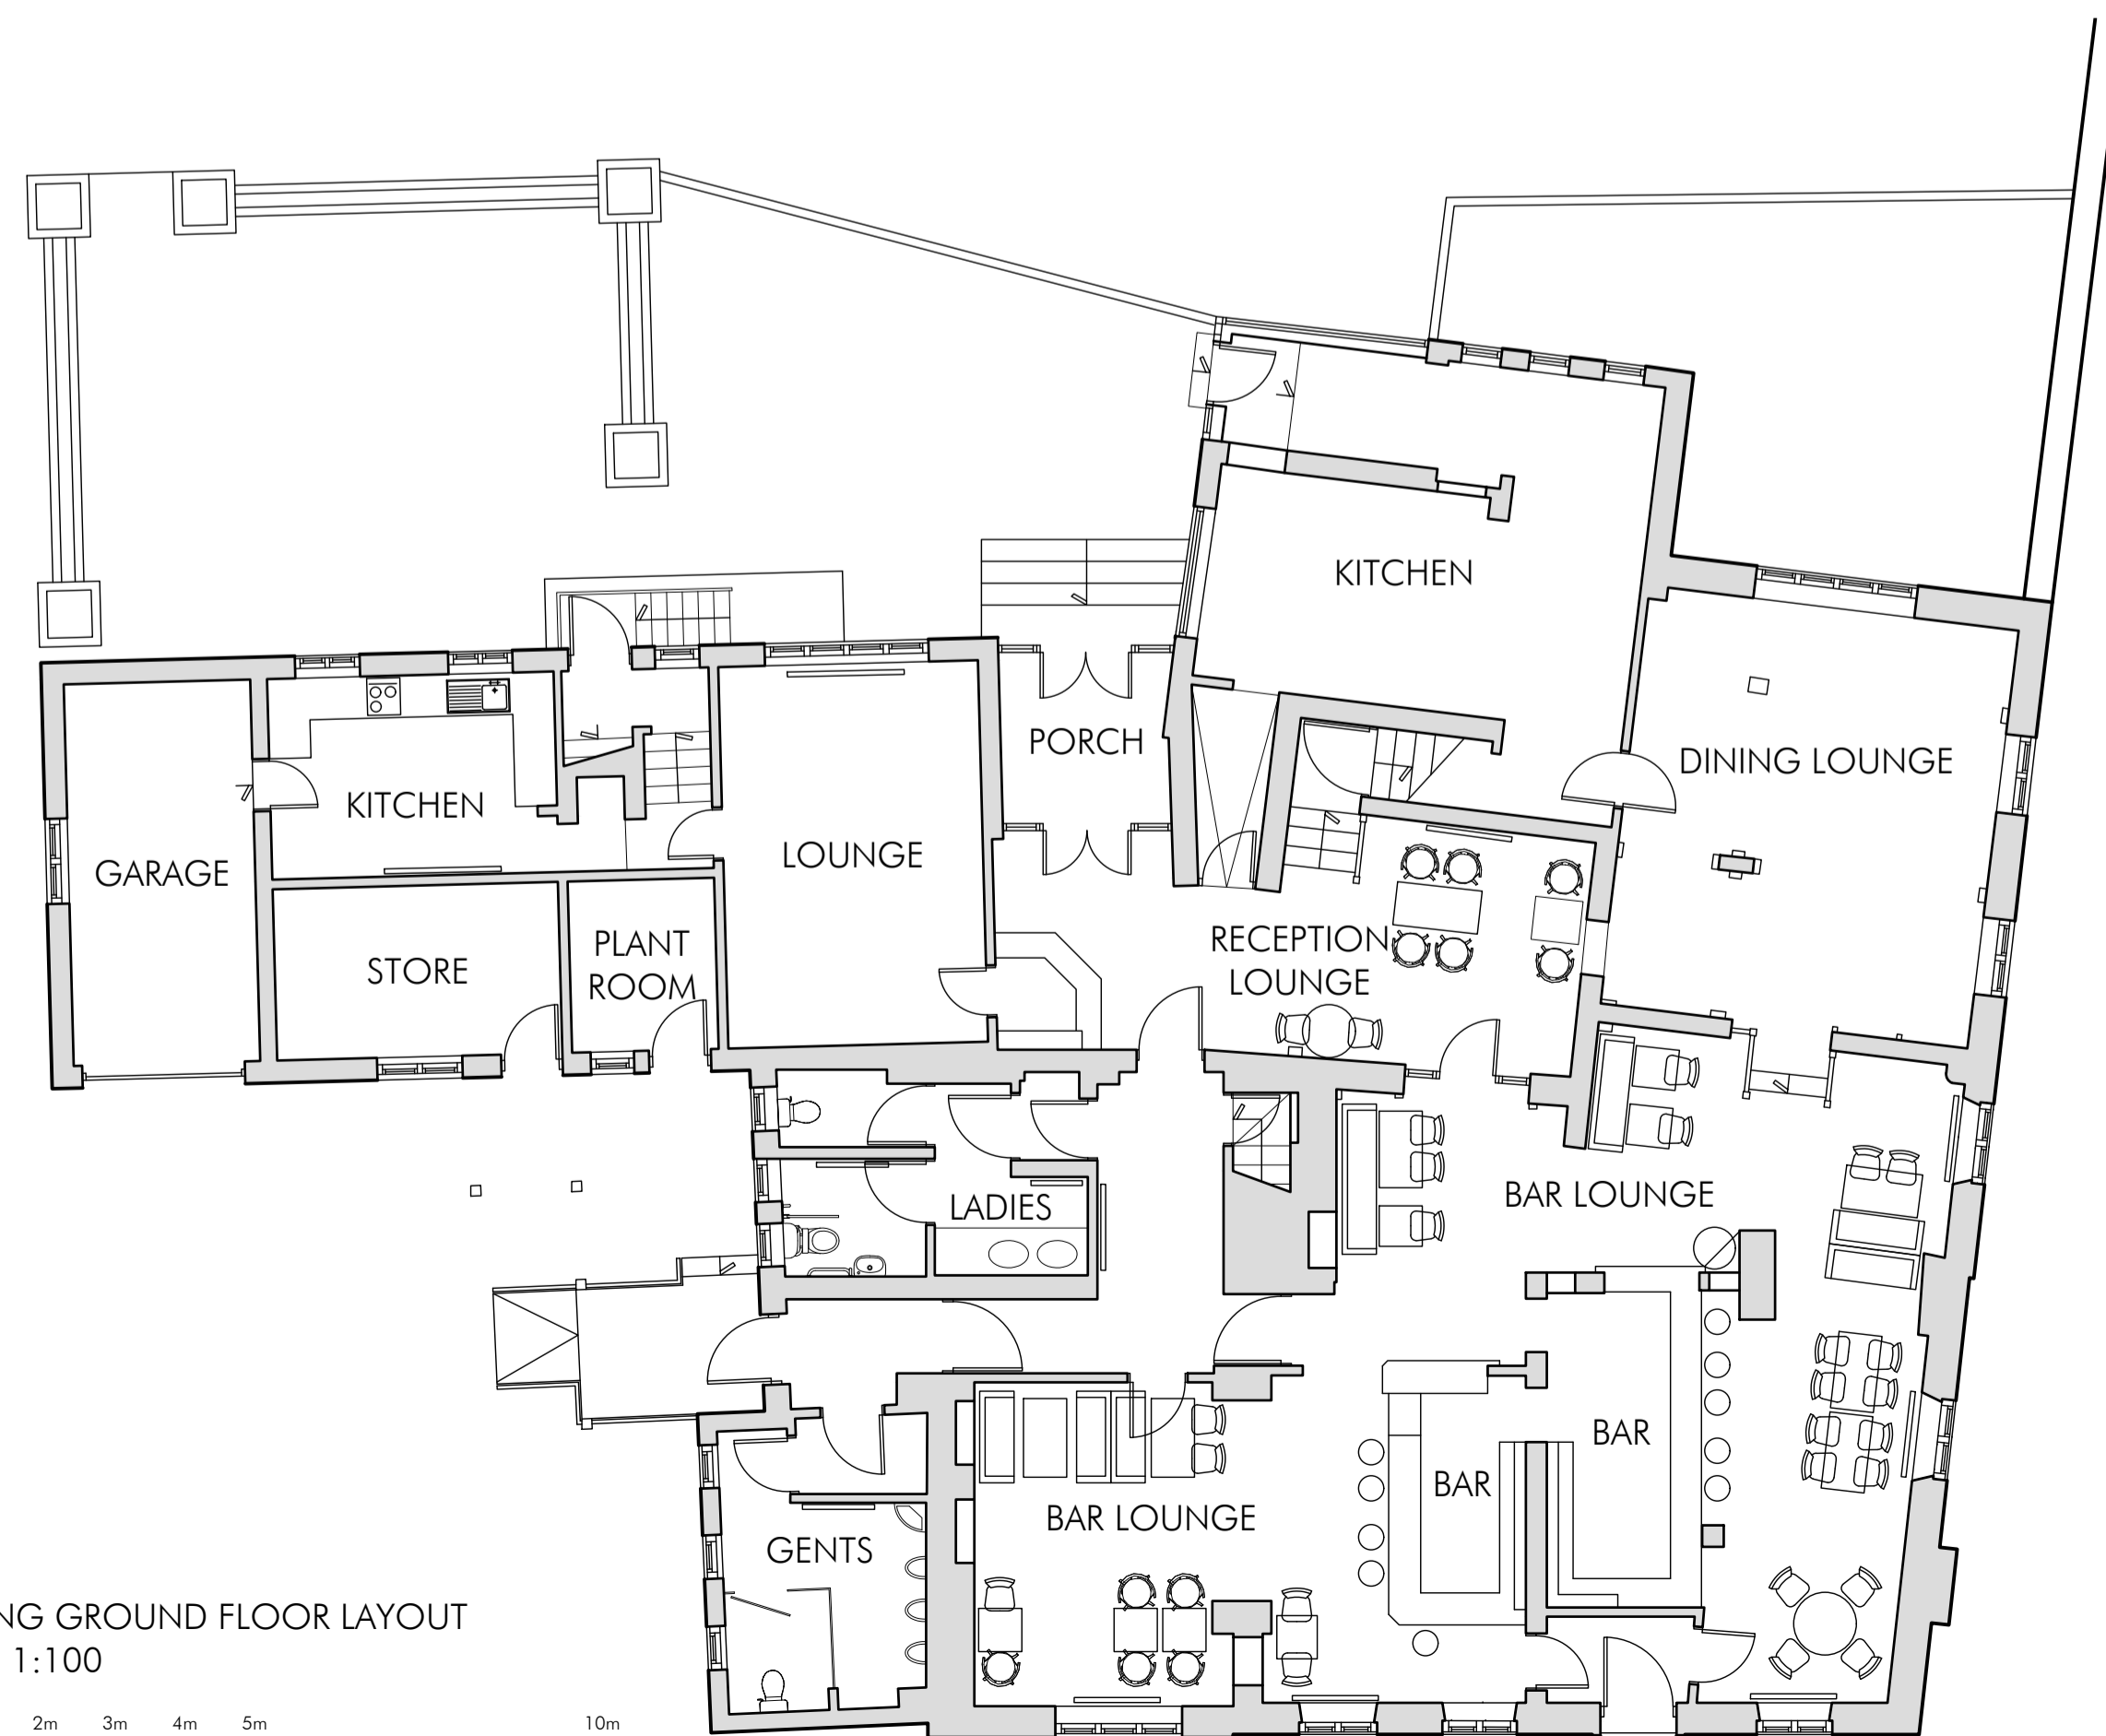 KITCHEN
PORCH
DINING LOUNGE
KITCHEN
GARAGE
LOUNGE
STORE
PLANT
ROOM
RECEPTION
LOUNGE
LADIES
BAR LOUNGE
BAR
BAR
BAR LOUNGE
GENTS
NG GROUND FLOOR LAYOUT
1:100
2m 3m 4m 5m 10m